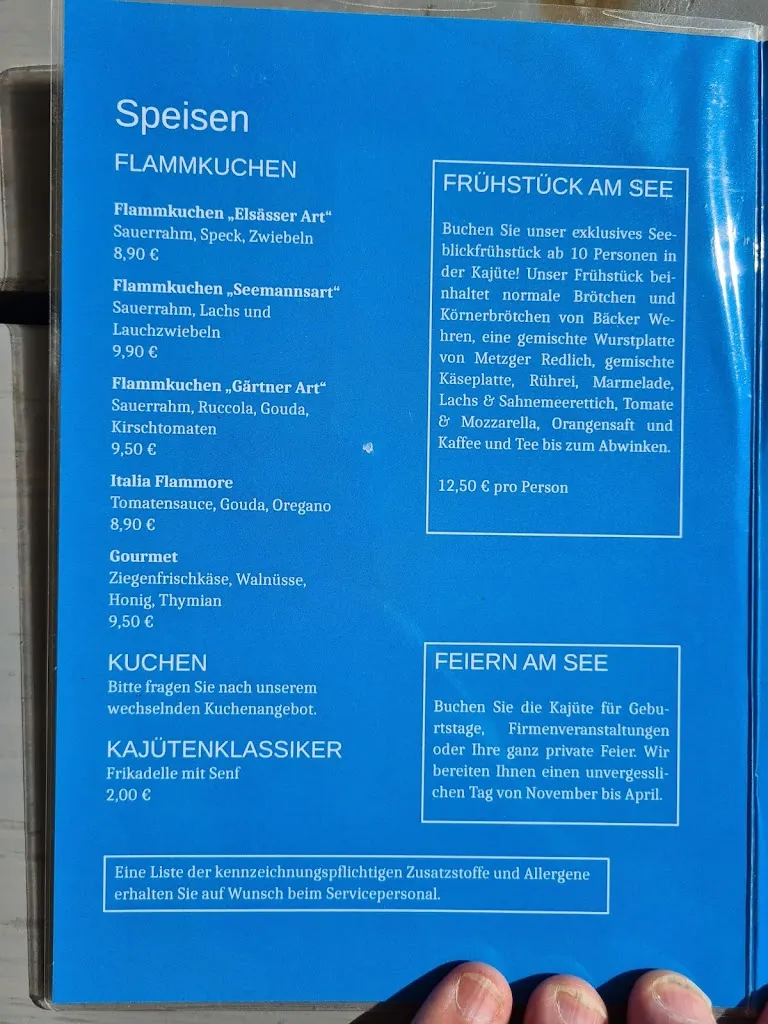 Speisen
FLAMMKUCHEN
Flammkuchen „Elsässer Art“
Sauerrahm, Speck, Zwiebeln
8,90 €
Flammkuchen „Seemannsart“
Sauerrahm, Lachs und
Lauchzwiebeln
9,90 €
Flammkuchen „Gärtner Art“
Sauerrahm, Ruccola, Gouda,
Kirschtomaten
9,50 €
Italia Flammore
Tomatensauce, Gouda, Oregano
8,90 €
Gourmet
Ziegenfrischkäse, Walnüsse,
Honig, Thymian
9,50 €
KUCHEN
Bitte fragen Sie nach unserem
wechselnden Kuchenangebot.
KAJÜTENKLASSIKER
Frikadelle mit Senf
2,00 €
FRÜHSTÜCK AM SEE
Buchen Sie unser exklusives See-
blickfrühstück ab 10 Personen in
der Kajüte! Unser Frühstück bei-
nhaltet normale Brötchen und
Körnerbrötchen von Bäcker We-
hren, eine gemischte Wurstplatte
von Metzger Redlich, gemischte
Käseplatte, Rührei, Marmelade,
Lachs & Sahnemeerettich, Tomate
& Mozzarella, Orangensaft und
Kaffee und Tee bis zum Abwinken.
12,50 € pro Person
FEIERN AM SEE
Buchen Sie die Kajüte für Gebu-
rtstage, Firmenveranstaltungen
oder Ihre ganz private Feier. Wir
bereiten Ihnen einen unvergessli-
chen Tag von November bis April.
Eine Liste der kennzeichnungspflichtigen Zusatzstoffe und Allergene
erhalten Sie auf Wunsch beim Servicepersonal.